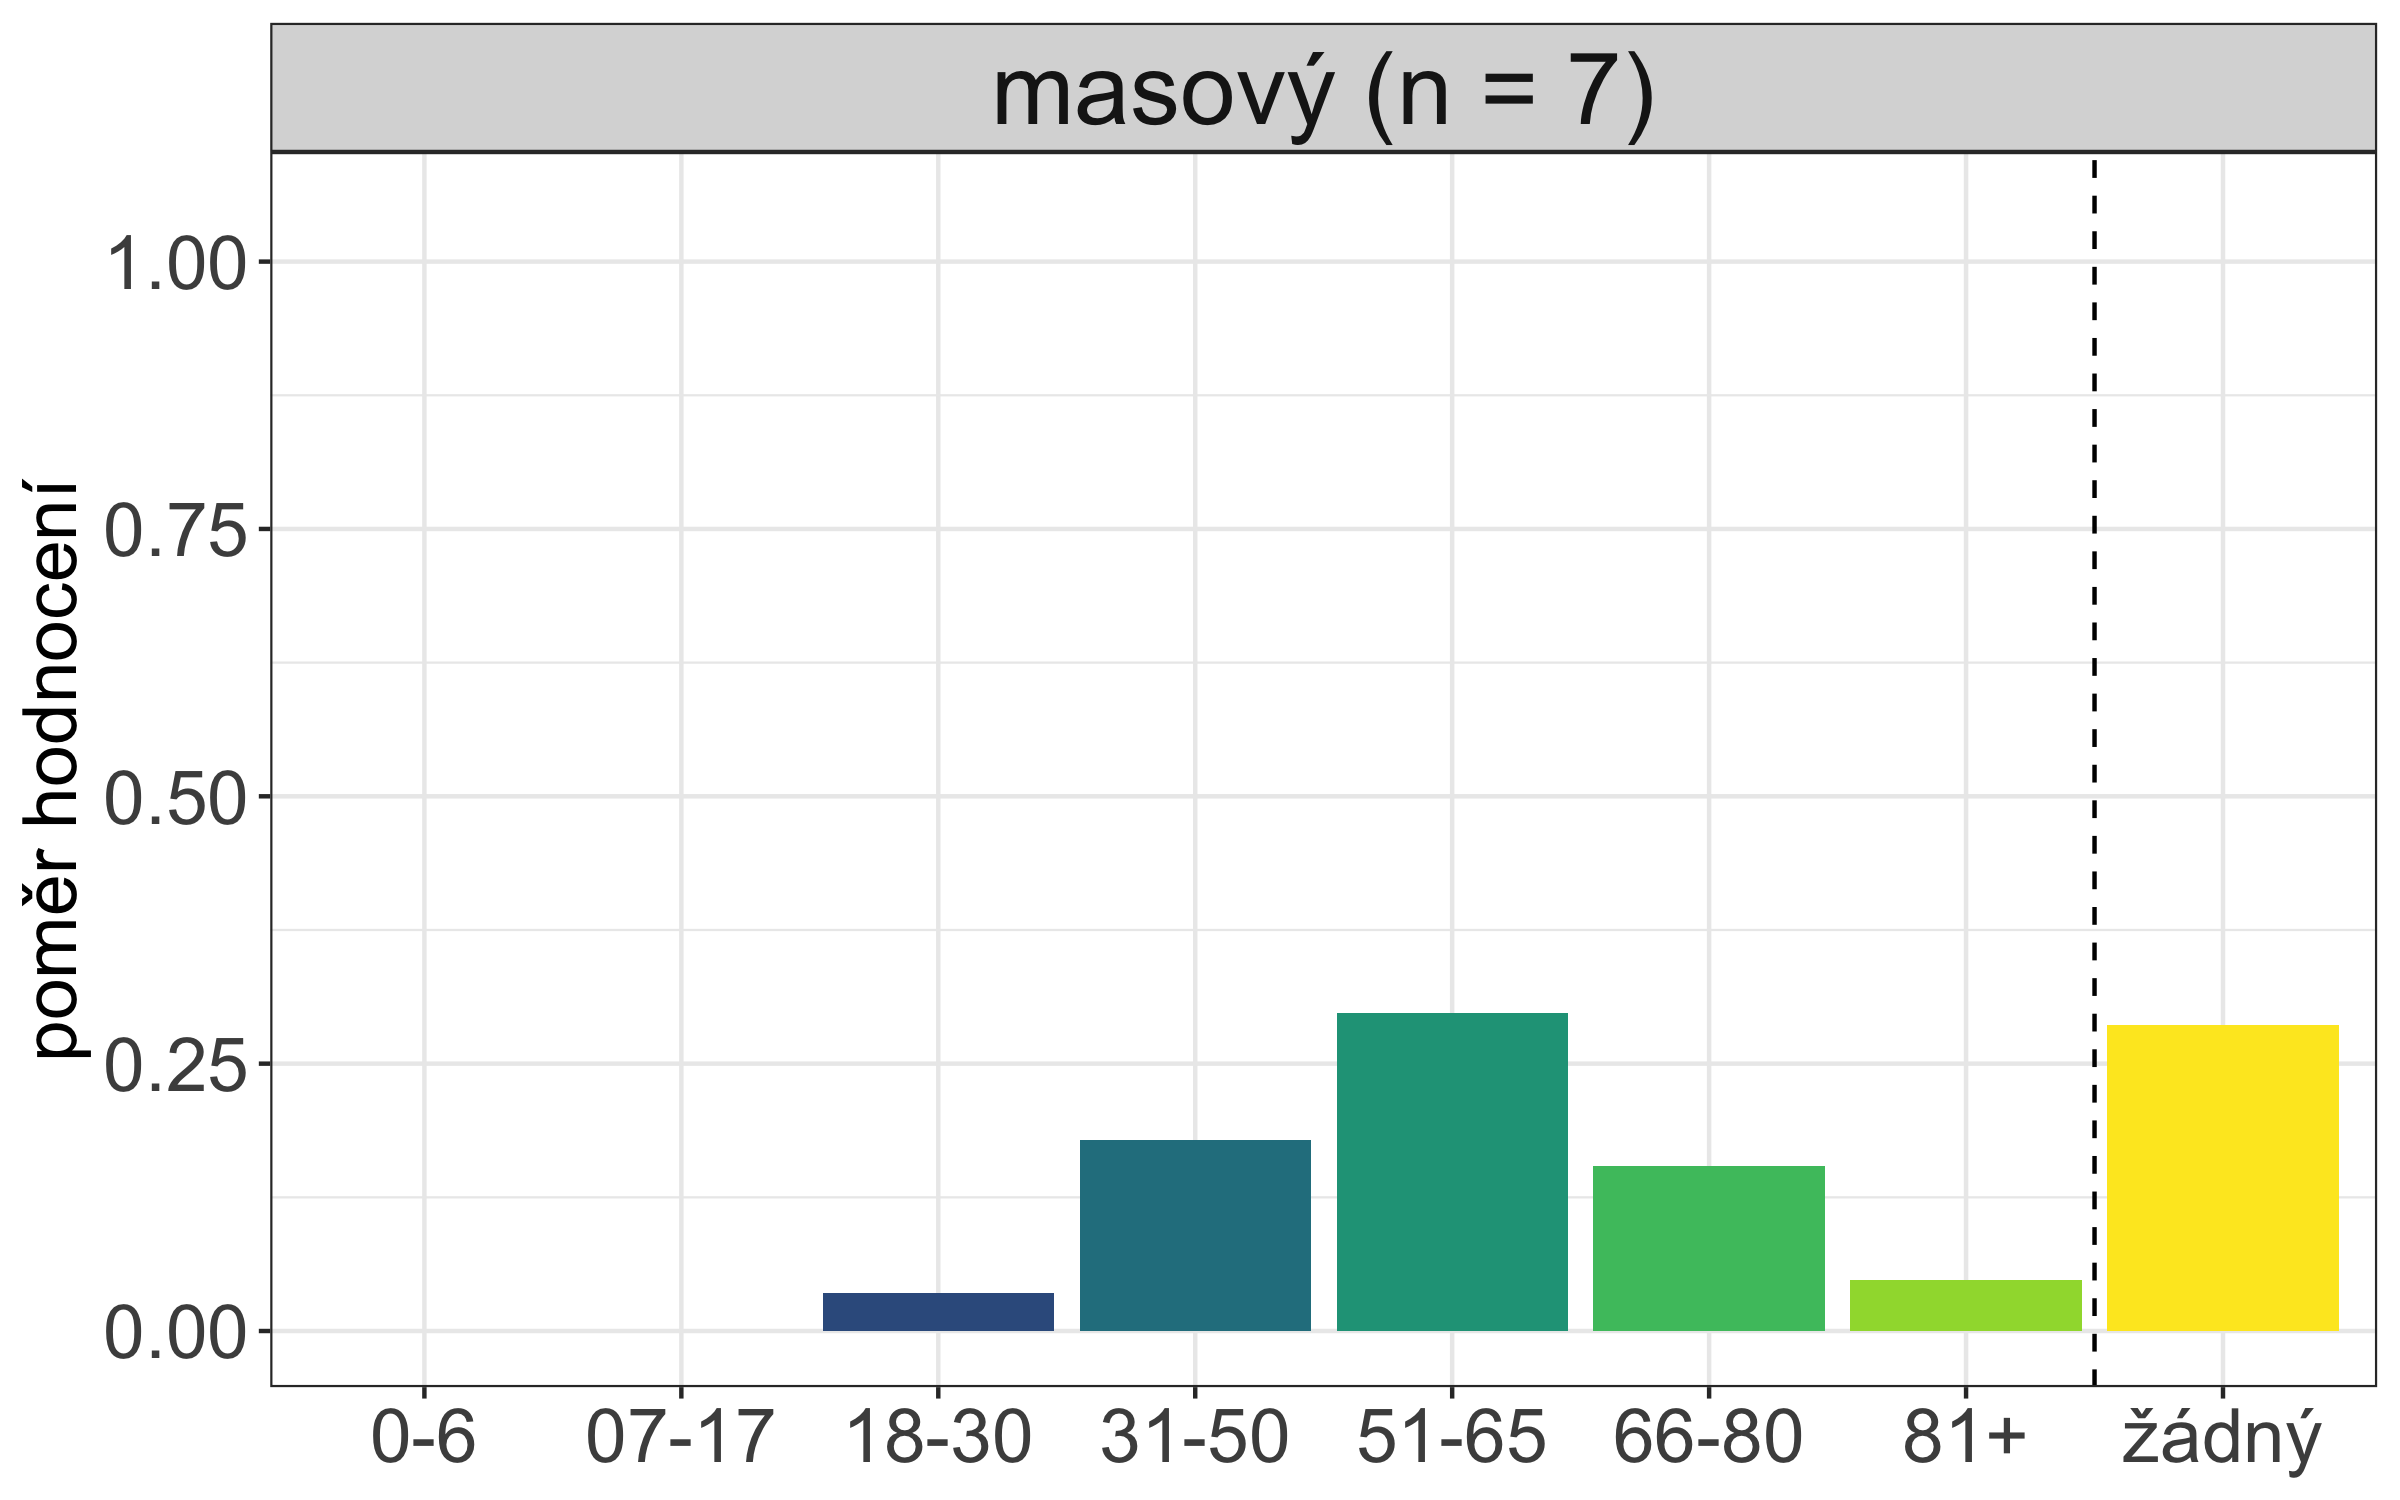 masový (n = 7)
poměr hodnocení
1.00
0.75
0.50
0.25
0.00
0-6 07-17 18-30 31-50 51-65 66-80 81+ žádný